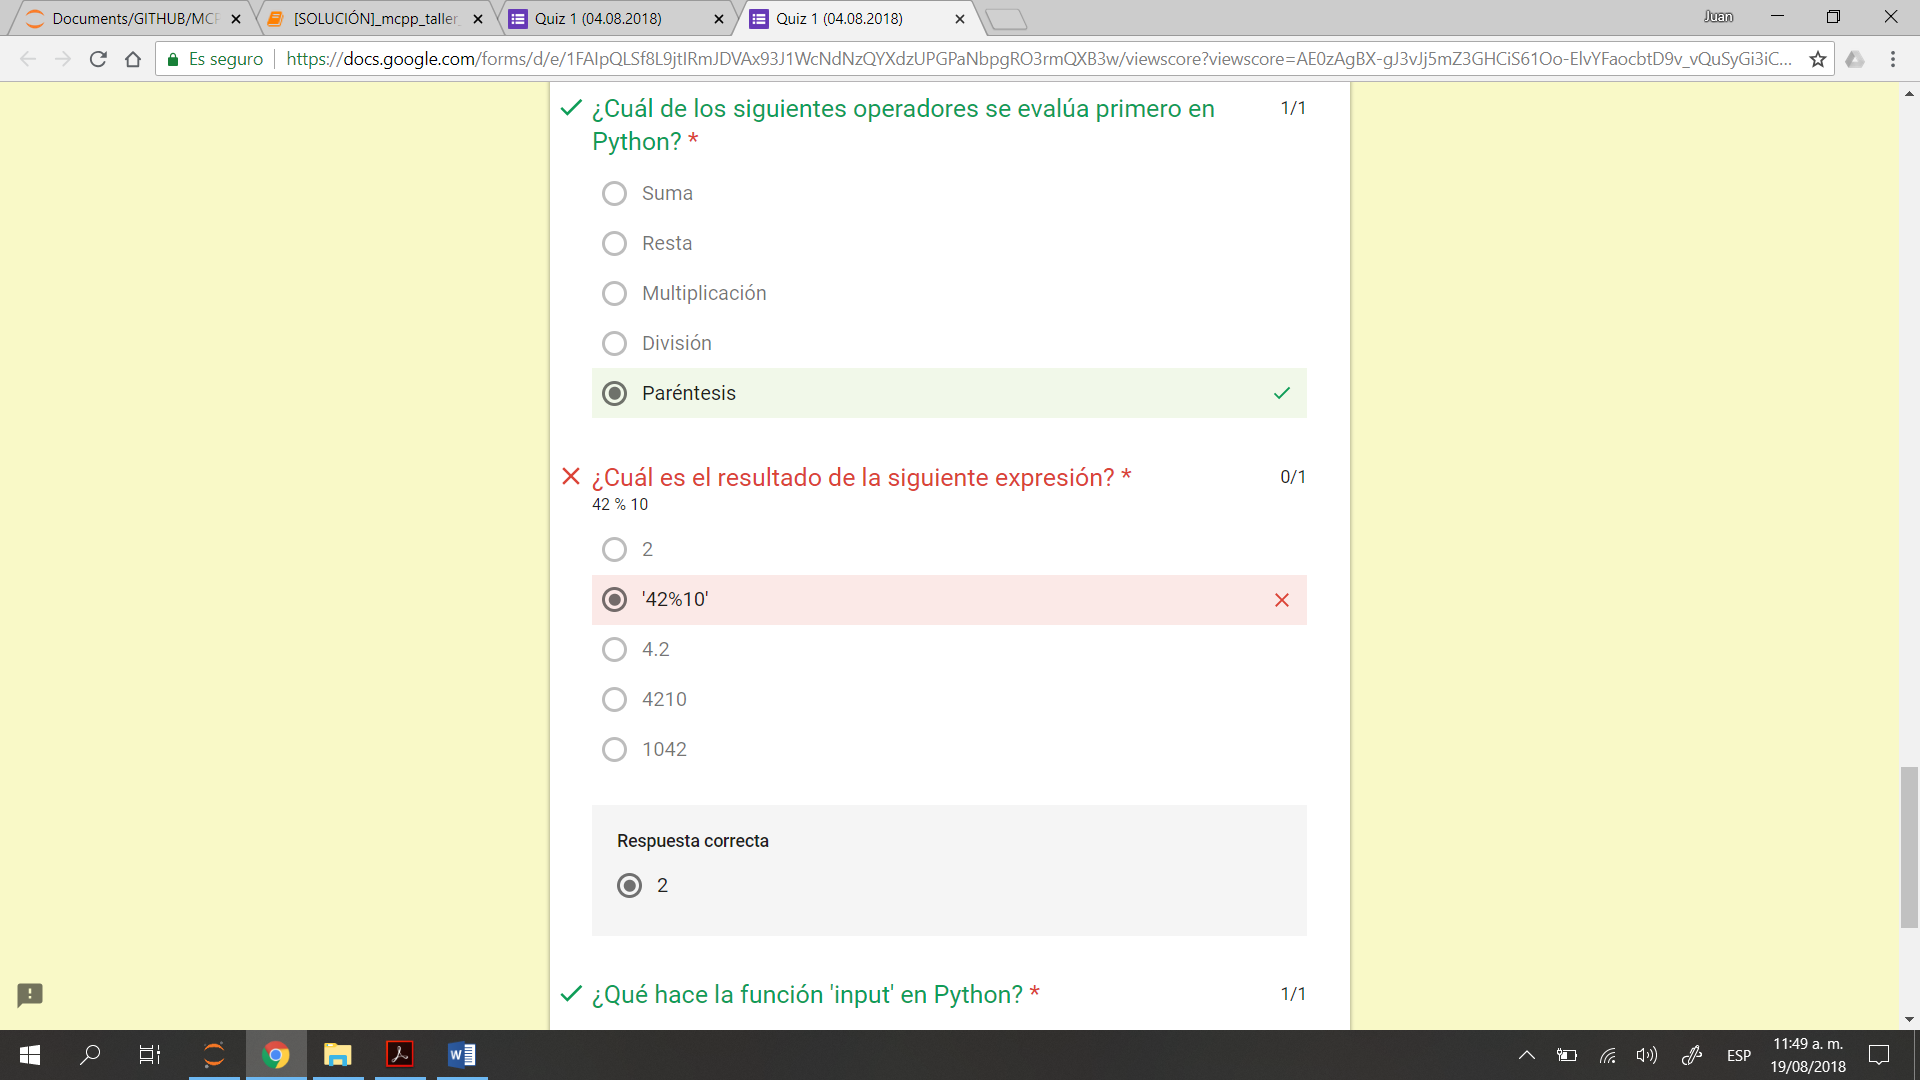 Documents/GITHUB/MCP
[SOLUCIÓN]_mcpp_taller_
Quiz 1 (04.08.2018)
Quiz 1 (04.08.2018)
Juan
Es seguro
https://docs.google.com/forms/d/e/1FAIpQLSf8L9jtIRmJDVAx93J1WcNdNzQYXdzUPGPaNbpgRO3rmQXB3w/viewscore?viewscore=AE0zAgBX-gJ3vJj5mZ3GHCiS61Oo-ElvYFaocbtD9v_vQuSyGi3iC...
¿Cuál de los siguientes operadores se evalúa primero en
Python? *
1/1
Suma
Resta
Multiplicación
División
Paréntesis
¿Cuál es el resultado de la siguiente expresión? *
0/1
42 % 10
2
'42%10'
4.2
4210
1042
Respuesta correcta
2
¿Qué hace la función 'input' en Python? *
1/1
ESP
11:49 a. m.
19/08/2018